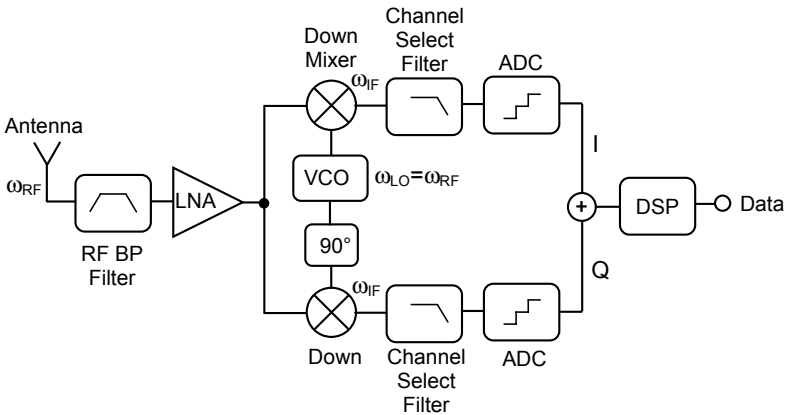 Channel
Select
Filter
Down
Mixer
ADC
ωIF
Antenna
I
ωRF
LNA
VCO
ωLO=ωRF
+
DSP
Data
90°
RF BP
Filter
ωIF
Q
Down
Channel
Select
Filter
ADC